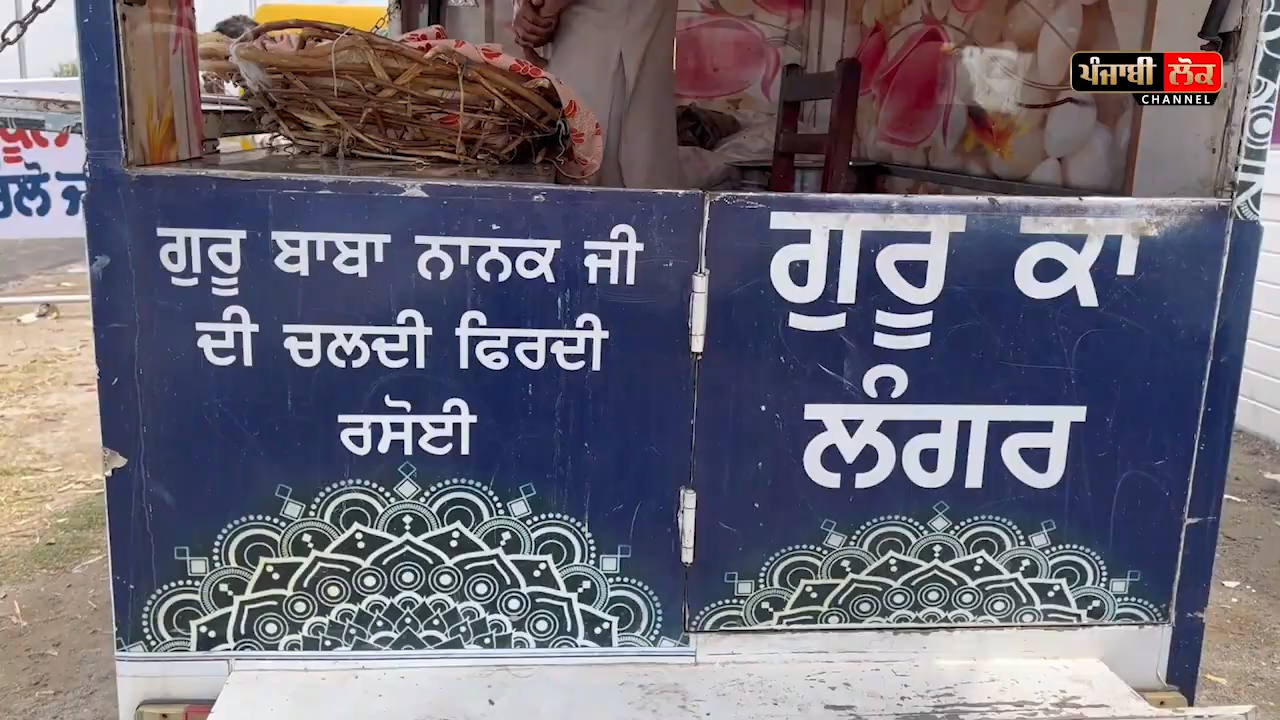 ਪੰਜਾਬੀ ਲੋਕ
CHANNEL
ਗੁਰੂ ਬਾਬਾ ਨਾਨਕ ਜੀ
ਦੀ ਚਲਦੀ ਫਿਰਦੀ
ਰਸੋਈ
ਗੁਰੂ ਕਾ
ਲੰਗਰ